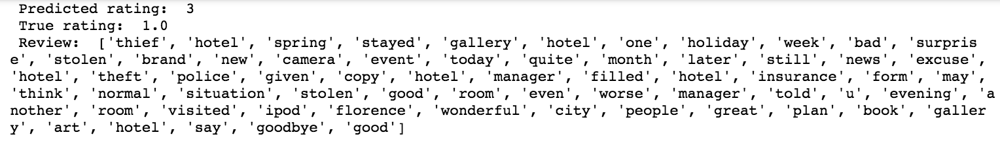 Predicted rating:  3
True rating:  1.0
Review:  ['thief', 'hotel', 'spring', 'stayed', 'gallery', 'hotel', 'one', 'holiday', 'week', 'bad', 'surpris
e', 'stolen', 'brand', 'new', 'camera', 'event', 'today', 'quite', 'month', 'later', 'still', 'news', 'excuse',
'hotel', 'theft', 'police', 'given', 'copy', 'hotel', 'manager', 'filled', 'hotel', 'insurance', 'form', 'may',
'think', 'normal', 'situation', 'stolen', 'good', 'room', 'even', 'worse', 'manager', 'told', 'u', 'evening', 'a
nother', 'room', 'visited', 'ipod', 'florence', 'wonderful', 'city', 'people', 'great', 'plan', 'book', 'galler
y', 'art', 'hotel', 'say', 'goodbye', 'good']